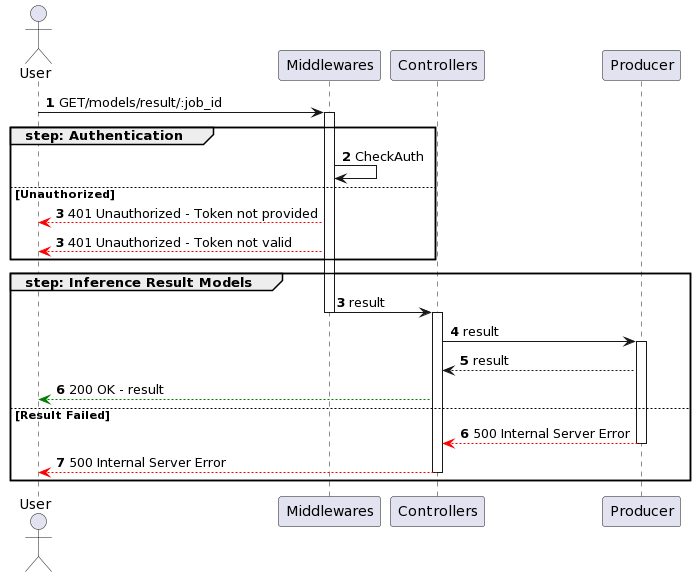 User
Middlewares
Controllers
Producer
1 GET/models/result/:job_id
step: Authentication
2 CheckAuth
[Unauthorized]
3 401 Unauthorized - Token not provided
3 401 Unauthorized - Token not valid
step: Inference Result Models
3 result
4 result
5 result
6 200 OK - result
[Result Failed]
6 500 Internal Server Error
7 500 Internal Server Error
User
Middlewares
Controllers
Producer